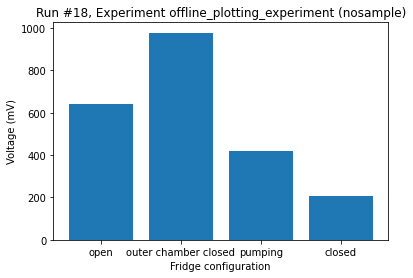 Run #18, Experiment offline_plotting_experiment (nosample)
1000
800
600
400
200
0
Voltage (mV)
open outer chamber closed pumping closed
Fridge configuration